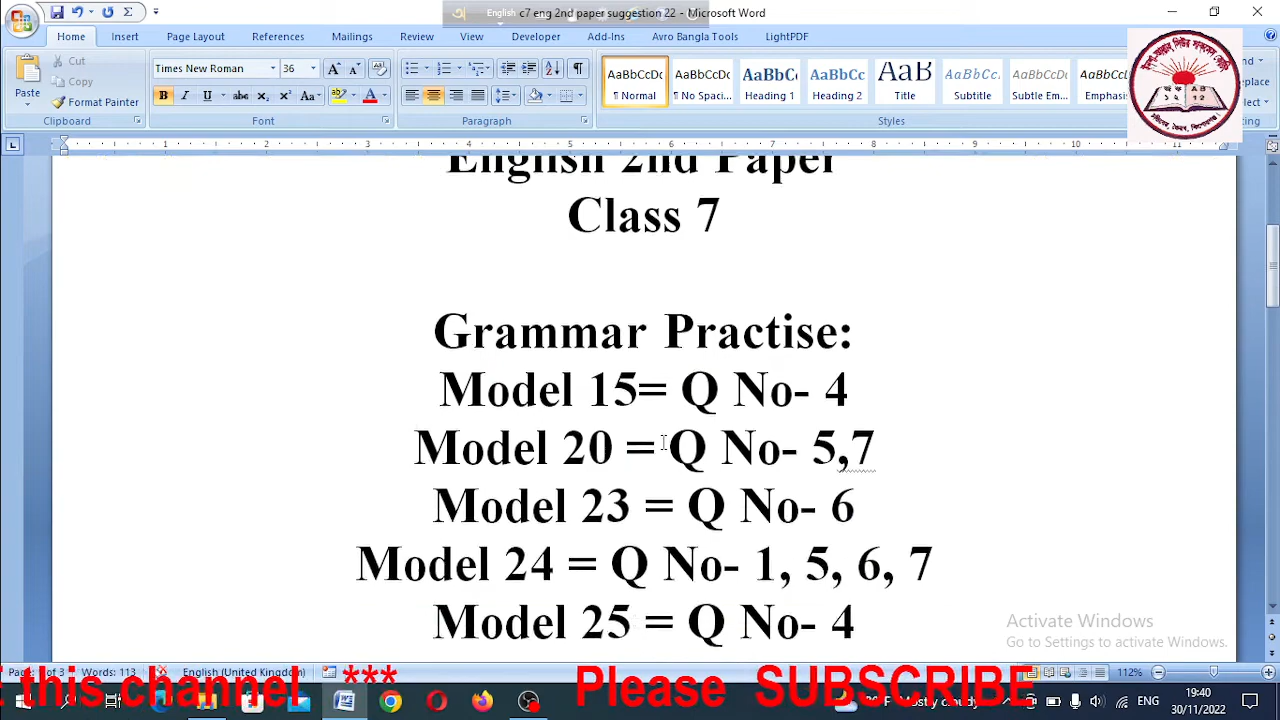 English c7 eng 2nd paper suggestion 22 - Microsoft Word
Home Insert Page Layout References Mailings Review View Developer Add-Ins Avro Bangla Tools LightPDF
Paste Cut Copy Format Painter
Times New Roman 36
AaBbCcDc AaBbCcDc AaBbCc AaBbCc AaB AaBbCc. AaBbCcDc AaBbCcD
¶ Normal ¶ No Spaci... Heading 1 Heading 2 Title Subtitle Subtle Em... Emphasis
Clipboard Font Paragraph Styles
English 2nd Paper
Class 7
Grammar Practise:
Model 15= Q No- 4
Model 20 = Q No- 5,7
Model 23 = Q No- 6
Model 24 = Q No- 1, 5, 6, 7
Model 25 = Q No- 4
Activate Windows
Go to Settings to activate Windows.
Words: 113 English (United Kingdom) 112%
this channel *** Please SUBSCRIBE
ENG 19:40
30/11/2022